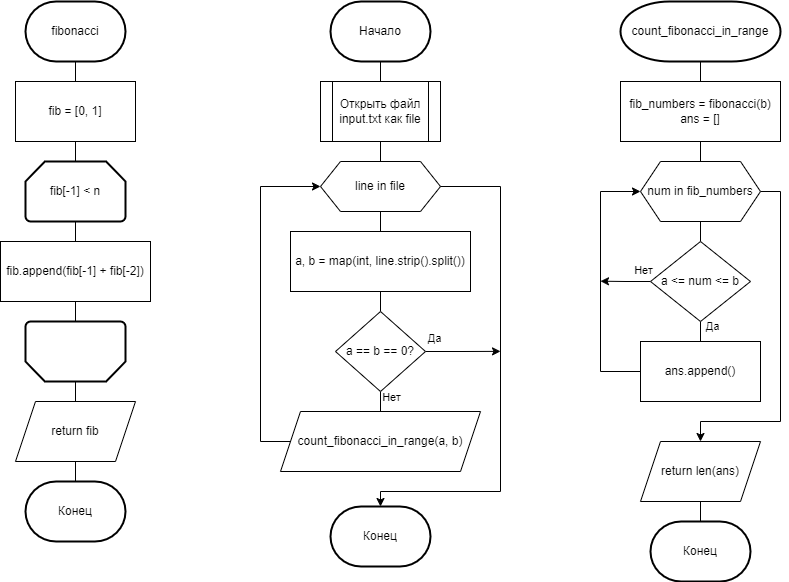 fibonacci
fib = [0, 1]
fib[-1] < n
fib.append(fib[-1] + fib[-2])
return fib
Конец
Начало
Открыть файл
input.txt как file
line in file
a, b = map(int, line.strip().split())
a == b == 0?
Да
Нет
count_fibonacci_in_range(a, b)
Конец
count_fibonacci_in_range
fib_numbers = fibonacci(b)
ans = []
num in fib_numbers
Нет
a <= num <= b
Да
ans.append()
return len(ans)
Конец